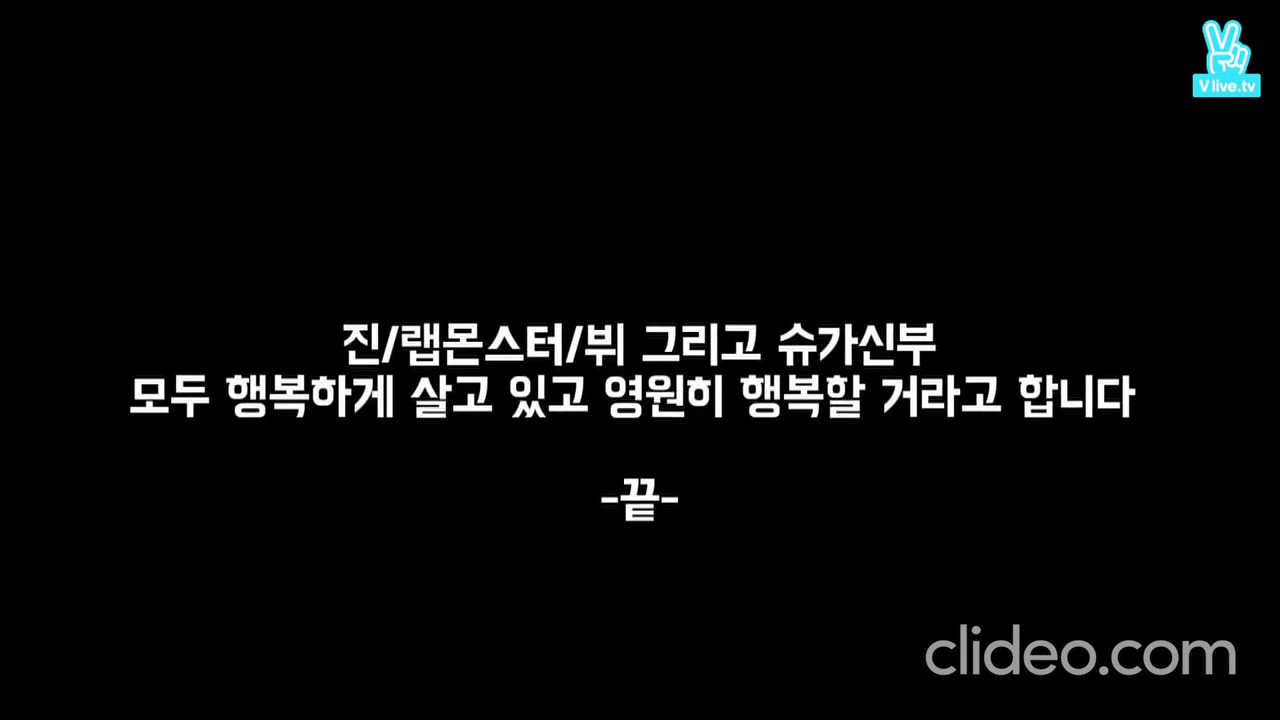 V live.tv
진/랩몬스터/뷔 그리고 슈가신부
모두 행복하게 살고 있고 영원히 행복할 거라고 합니다
-끝-
clideo.com